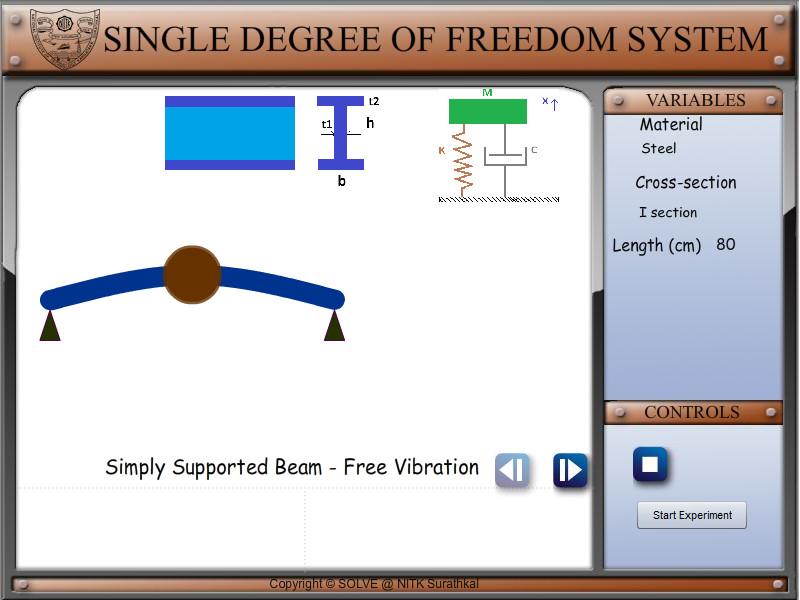 SINGLE DEGREE OF FREEDOM SYSTEM
t2
t1
h
b
M
x
K
C
VARIABLES
Material
Steel
Cross-section
I section
Length (cm) 80
Simply Supported Beam - Free Vibration
CONTROLS
Start Experiment
Copyright © SOLVE @ NITK Surathkal